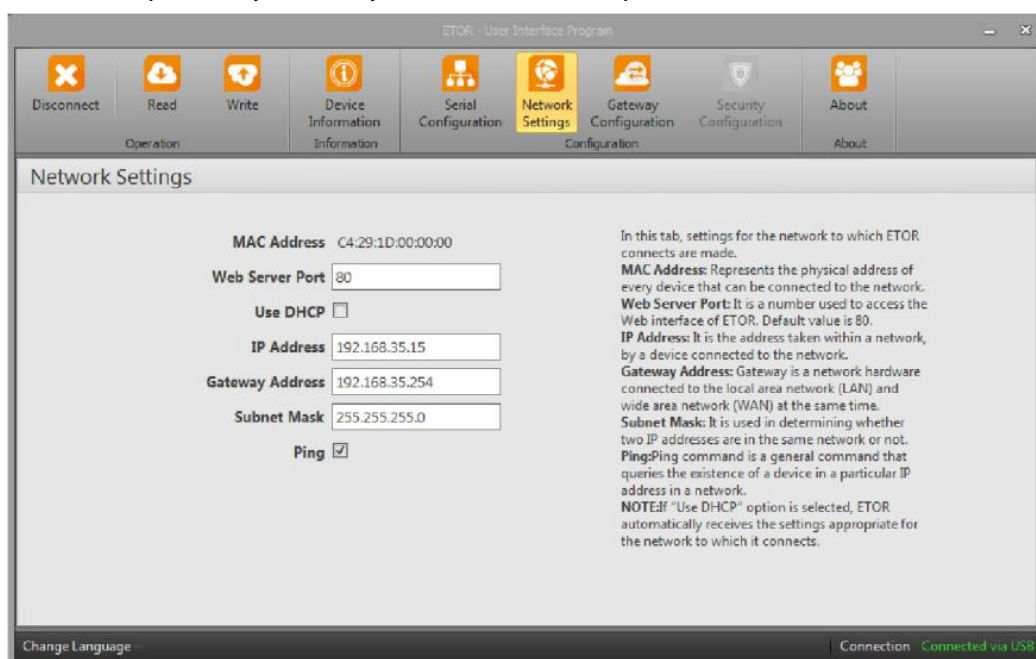 ETOR - User Interface Program
Disconnect
Read
Write
Device
Information
Serial
Configuration
Network
Settings
Gateway
Configuration
Security
Configuration
About
Operation
Information
Configuration
About
Network Settings
MAC Address C4:29:1D:00:00:00
Web Server Port 80
Use DHCP
IP Address 192.168.35.15
Gateway Address 192.168.35.254
Subnet Mask 255.255.255.0
Ping
In this tab, settings for the network to which ETOR
connects are made.
MAC Address: Represents the physical address of
every device that can be connected to the network.
Web Server Port: It is a number used to access the
Web interface of ETOR. Default value is 80.
IP Address: It is the address taken within a network,
by a device connected to the network.
Gateway Address: Gateway is a network hardware
connected to the local area network (LAN) and
wide area network (WAN) at the same time.
Subnet Mask: It is used in determining whether
two IP addresses are in the same network or not.
Ping:Ping command is a general command that
queries the existence of a device in a particular IP
address in a network.
NOTE:If "Use DHCP" option is selected, ETOR
automatically receives the settings appropriate for
the network to which it connects.
Change Language
Connection Connected via USB